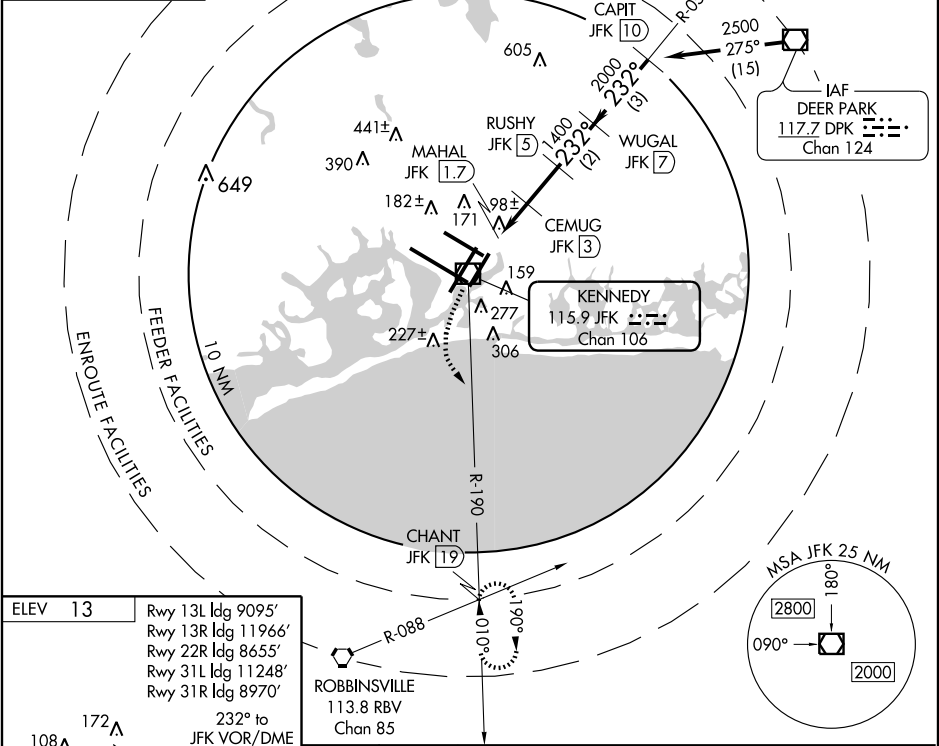 CAPIT
JFK 10
R-05
2500
275°
(15)
IAF
DEER PARK
117.7 DPK
Chan 124
605
2000
232°
(3)
RUSHY
JFK 5
1400
232°
(2)
WUGAL
JFK 7
441±
390
MAHAL
JFK 1.7
649
182±
171
98±
CEMUG
JFK 3
159
KENNEDY
115.9 JFK
Chan 106
277
227±
306
10 NM
FEEDER FACILITIES
ENROUTE FACILITIES
R-190
CHANT
JFK 19
R-088
010°
190°
ROBBINSVILLE
113.8 RBV
Chan 85
MSA JFK 25 NM
180°
2800
090°
2000
ELEV 13
Rwy 13L ldg 9095′
Rwy 13R ldg 11966′
Rwy 22R ldg 8655′
Rwy 31L ldg 11248′
Rwy 31R ldg 8970′
172
108
232° to
JFK VOR/DME